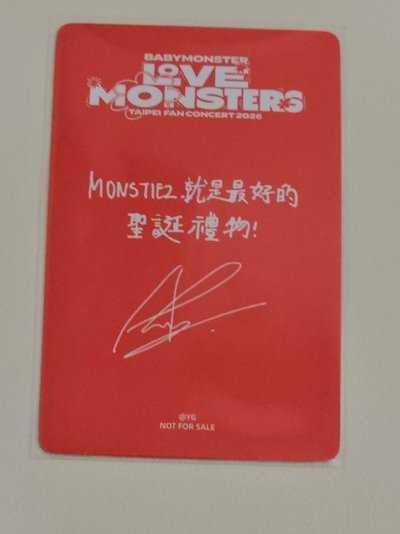 BABYMONSTER
LOVE
MONSTERS
TAIPEI FAN CONCERT 2026
MONSTIEZ 就是最好的
聖誕禮物!
@YG
NOT FOR SALE